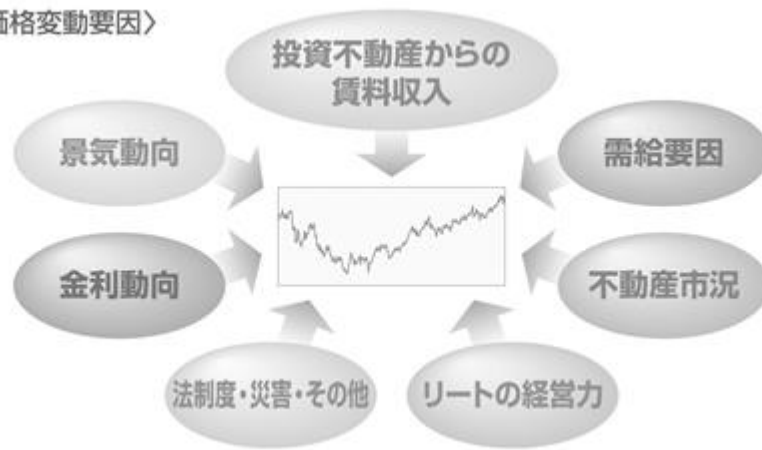 価格変動要因〉
投資不動産からの
賃料収入
景気動向
需給要因
金利動向
不動産市況
法制度・災害・その他
リートの経営力